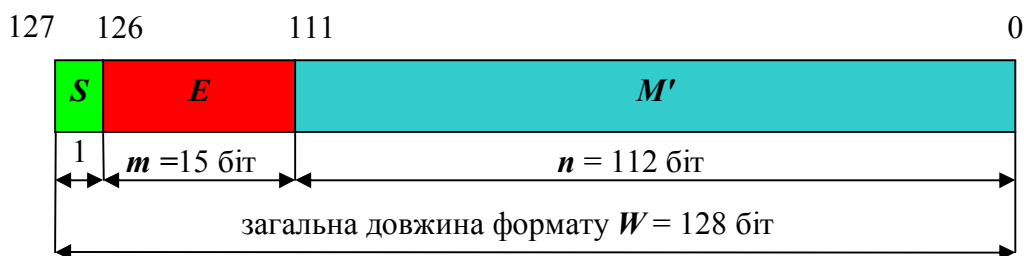 127 126 111 0
S E M'
1 m =15 біт n = 112 біт
загальна довжина формату W = 128 біт